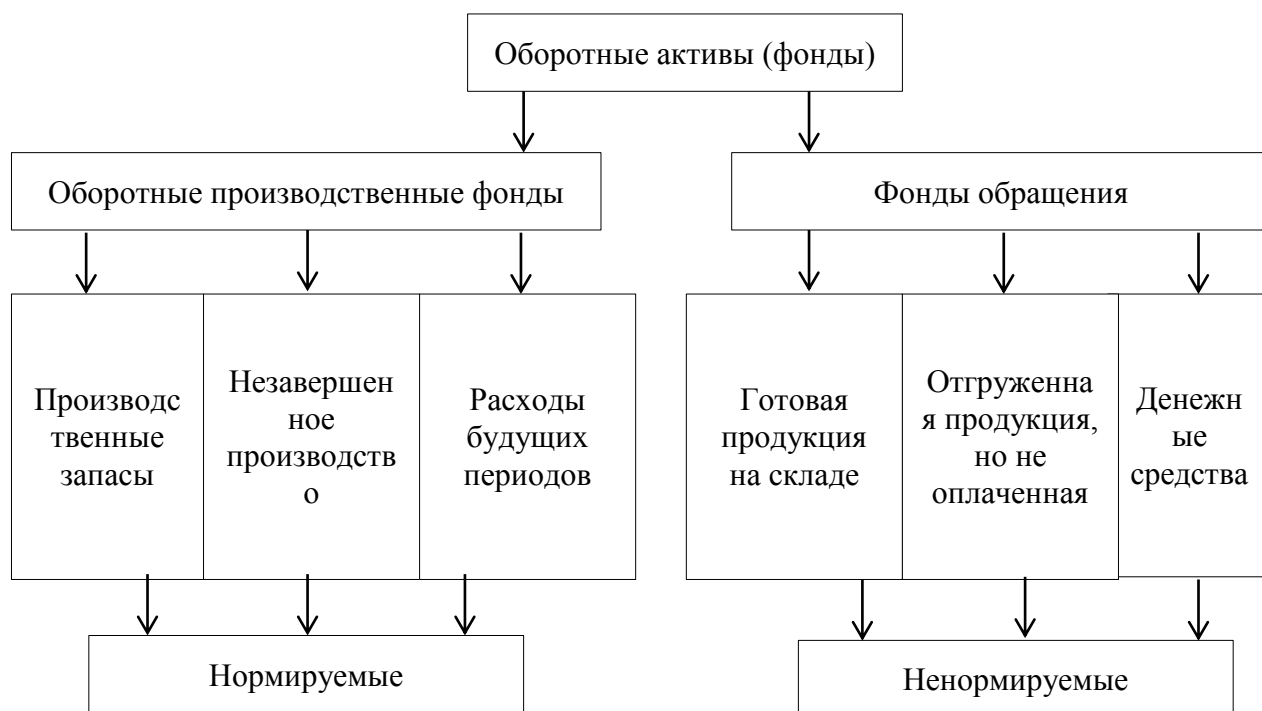 Оборотные активы (фонды)
Оборотные производственные фонды
Фонды обращения
Производс
твенные
запасы
Незавершен
ное
производств
о
Расходы
будущих
периодов
Готовая
продукция
на складе
Отгруженна
я продукция,
но не
оплаченная
Денежн
ые
средства
Нормируемые
Ненормируемые